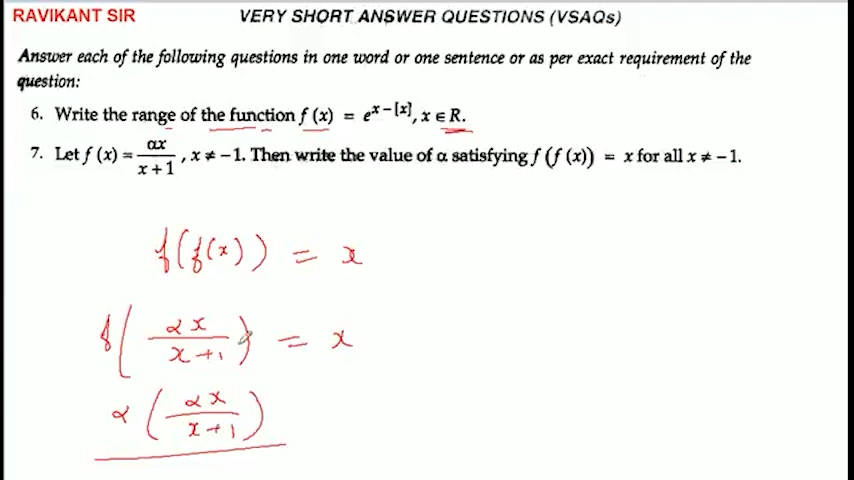 RAVIKANT SIR VERY SHORT ANSWER QUESTIONS (VSAQs)
Answer each of the following questions in one word or one sentence or as per exact requirement of the
question:
6. Write the range of the function f (x) = e^{x – [x]}, x ∈ R.
7. Let f (x) = αx / x + 1, x ≠ – 1. Then write the value of α satisfying f (f (x)) = x for all x ≠ – 1.
f(f(x)) = x
f(αx / x+1) = x
α(αx / x+1)